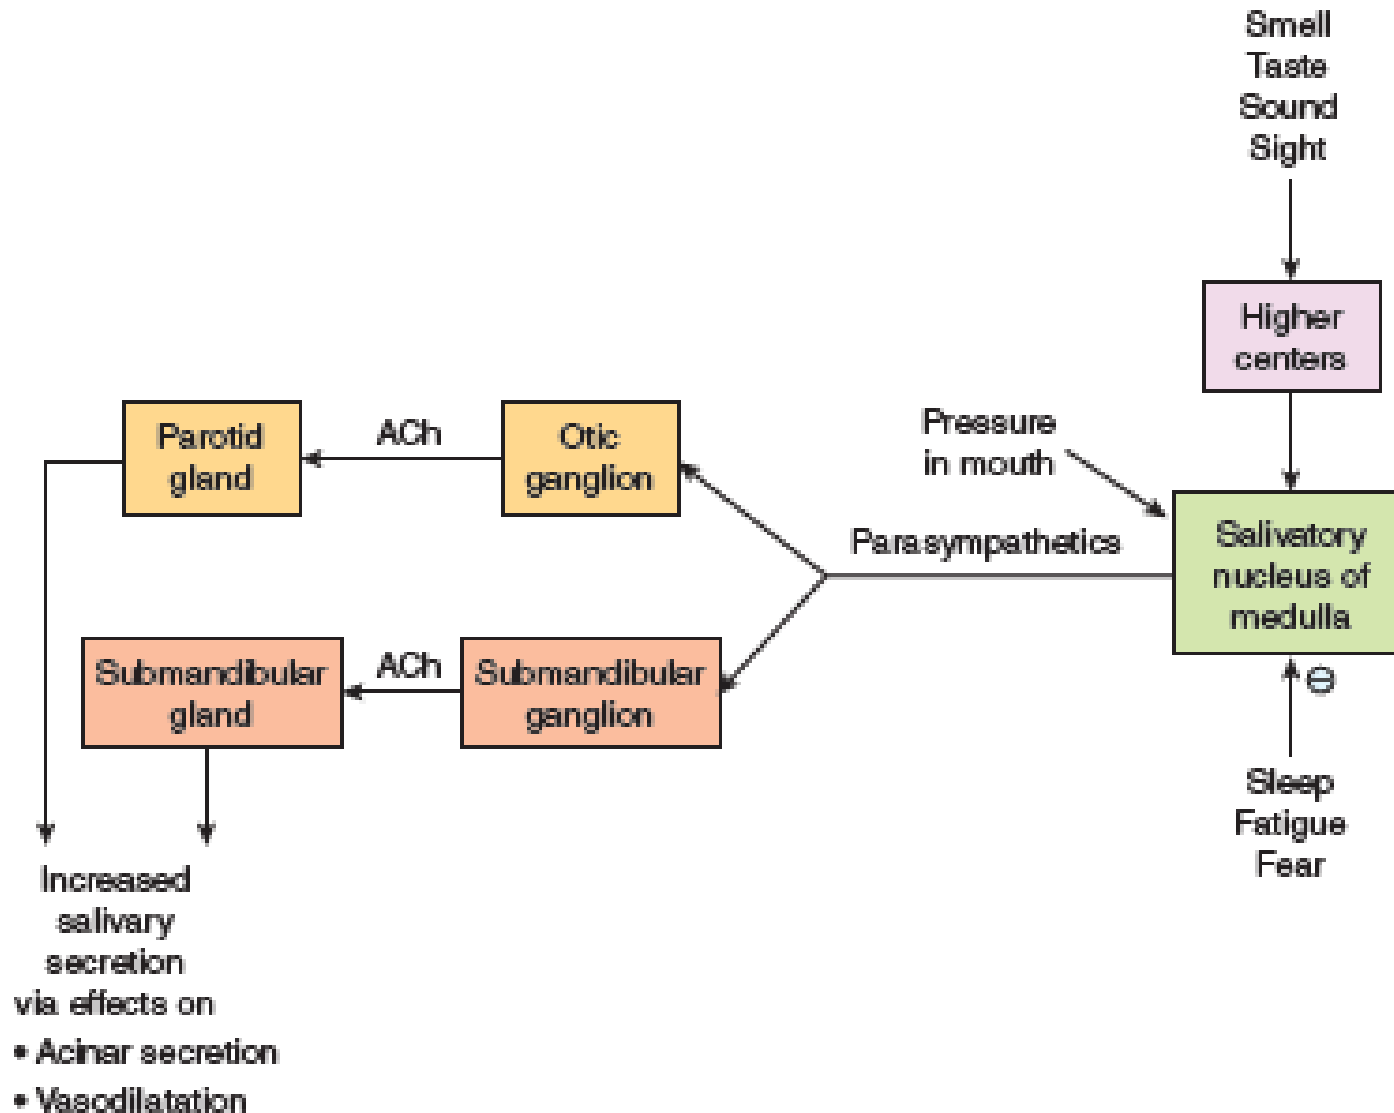 Smell
Taste
Sound
Sight
Higher
centers
Pressure
in mouth
Parotid
gland
ACh
Otic
ganglion
Parasympathetics
Salivatory
nucleus of
medulla
Submandibular
gland
ACh
Submandibular
ganglion
⊖
Sleep
Fatigue
Fear
Increased
salivary
secretion
via effects on
• Acinar secretion
• Vasodilatation